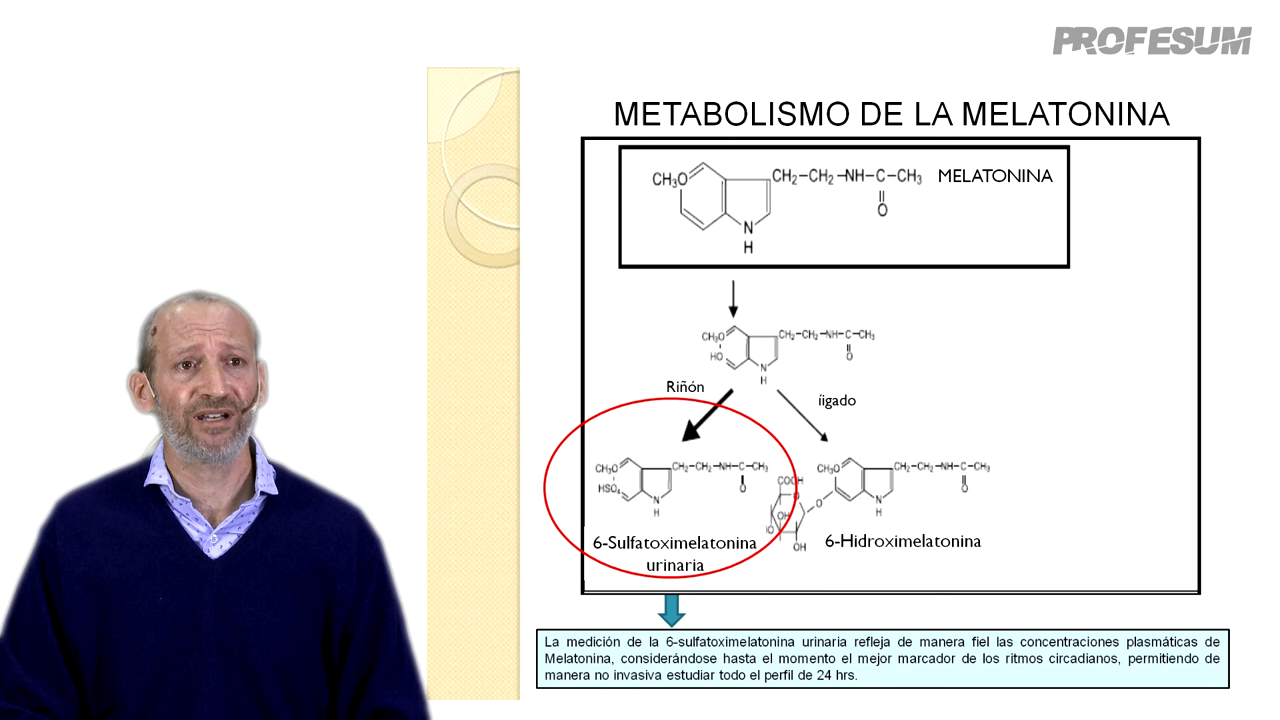 PROFESUM
METABOLISMO DE LA MELATONINA
CH3O CH2-CH2-NH-C-CH3 MELATONINA
O
N
H
CH3O CH2-CH2-NH-C-CH3
HO O
N
H
Riñón
íigado
CH3O CH2-CH2-NH-C-CH3 CH3O CH2-CH2-NH-C-CH3
HSO4 O COOH O
N O O N
H OH H
IO OH
6-Sulfatoximelatonina 6-Hidroximelatonina
urinaria
La medición de la 6-sulfatoximelatonina urinaria refleja de manera fiel las concentraciones plasmáticas de
Melatonina, considerándose hasta el momento el mejor marcador de los ritmos circadianos, permitiendo de
manera no invasiva estudiar todo el perfil de 24 hrs.